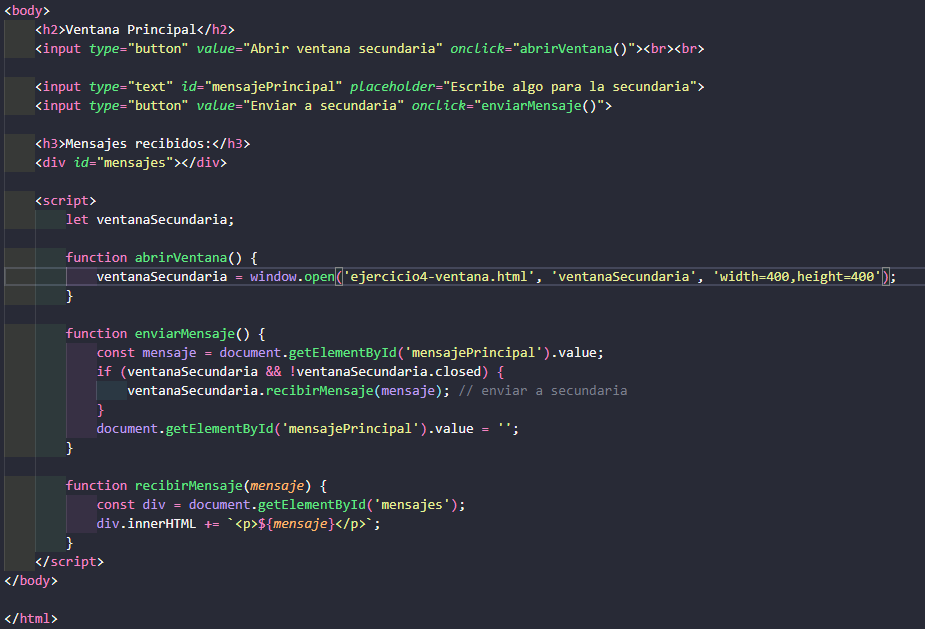 <body>
<h2>Ventana Principal</h2>
<input type="button" value="Abrir ventana secundaria" onclick="abrirVentana()"><br><br>
<input type="text" id="mensajePrincipal" placeholder="Escribe algo para la secundaria">
<input type="button" value="Enviar a secundaria" onclick="enviarMensaje()">
<h3>Mensajes recibidos:</h3>
<div id="mensajes"></div>
<script>
let ventanaSecundaria;
function abrirVentana() {
ventanaSecundaria = window.open('ejercicio4-ventana.html', 'ventanaSecundaria', 'width=400,height=400');
}
function enviarMensaje() {
const mensaje = document.getElementById('mensajePrincipal').value;
if (ventanaSecundaria && !ventanaSecundaria.closed) {
ventanaSecundaria.recibirMensaje(mensaje); // enviar a secundaria
}
document.getElementById('mensajePrincipal').value = '';
}
function recibirMensaje(mensaje) {
const div = document.getElementById('mensajes');
div.innerHTML += `<p>${mensaje}</p>`;
}
</script>
</body>
</html>